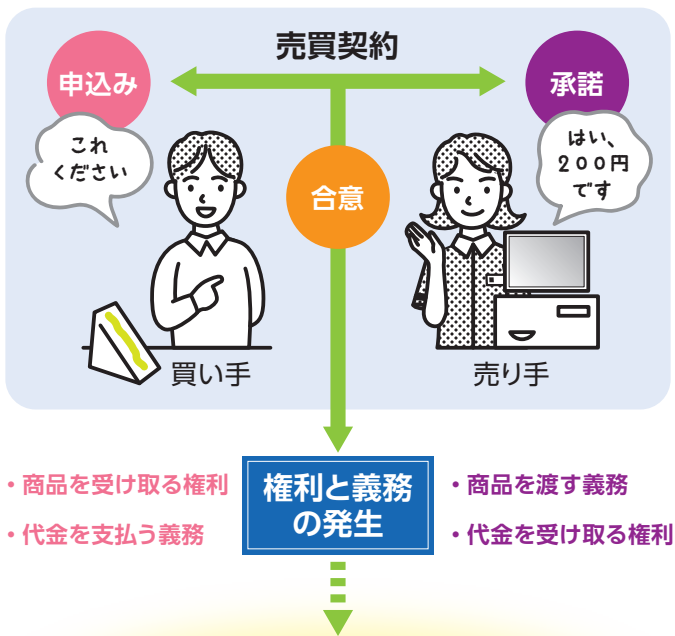 売買契約
申込み
承諾
これ
ください
はい、
200円
です
合意
買い手
売り手
・商品を受け取る権利
・代金を支払う義務
権利と義務
の発生
・商品を渡す義務
・代金を受け取る権利